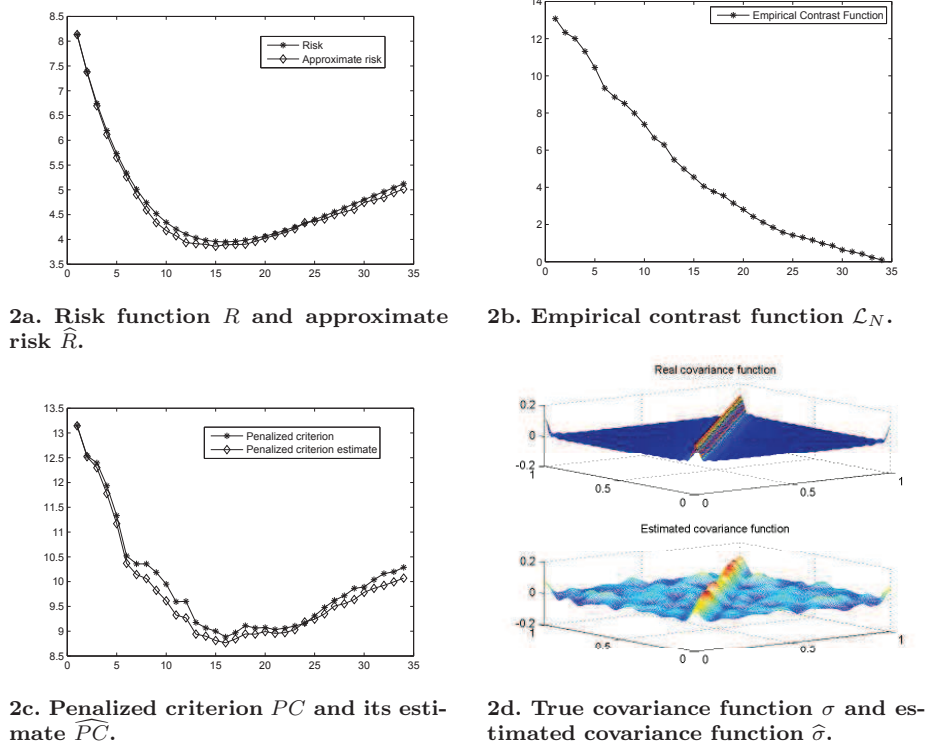 8.5
8
7.5
7
6.5
6
5.5
5
4.5
4
3.5
0 5 10 15 20 25 30 35
Risk
Approximate risk
2a. Risk function R and approximate
risk R̂.
14
12
10
8
6
4
2
0
0 5 10 15 20 25 30 35
Empirical Contrast Function
2b. Empirical contrast function 𝓛_N.
13.5
13
12.5
12
11.5
11
10.5
10
9.5
9
8.5
0 5 10 15 20 25 30 35
Penalized criterion
Penalized criterion estimate
2c. Penalized criterion PC and its esti-
mate P̂C.
Real covariance function
0.2
0
-0.2
1
0.5
0 0
0.5
1
Estimated covariance function
0.2
0
-0.2
1
0.5
0 0
0.5
1
2d. True covariance function σ and es-
timated covariance function σ̂.